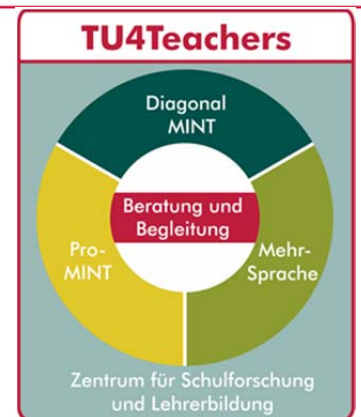 TU4Teachers
Diagonal
MINT
Beratung und
Begleitung
Pro-
MINT
Mehr-
Sprache
Zentrum für Schulforschung
und Lehrerbildung